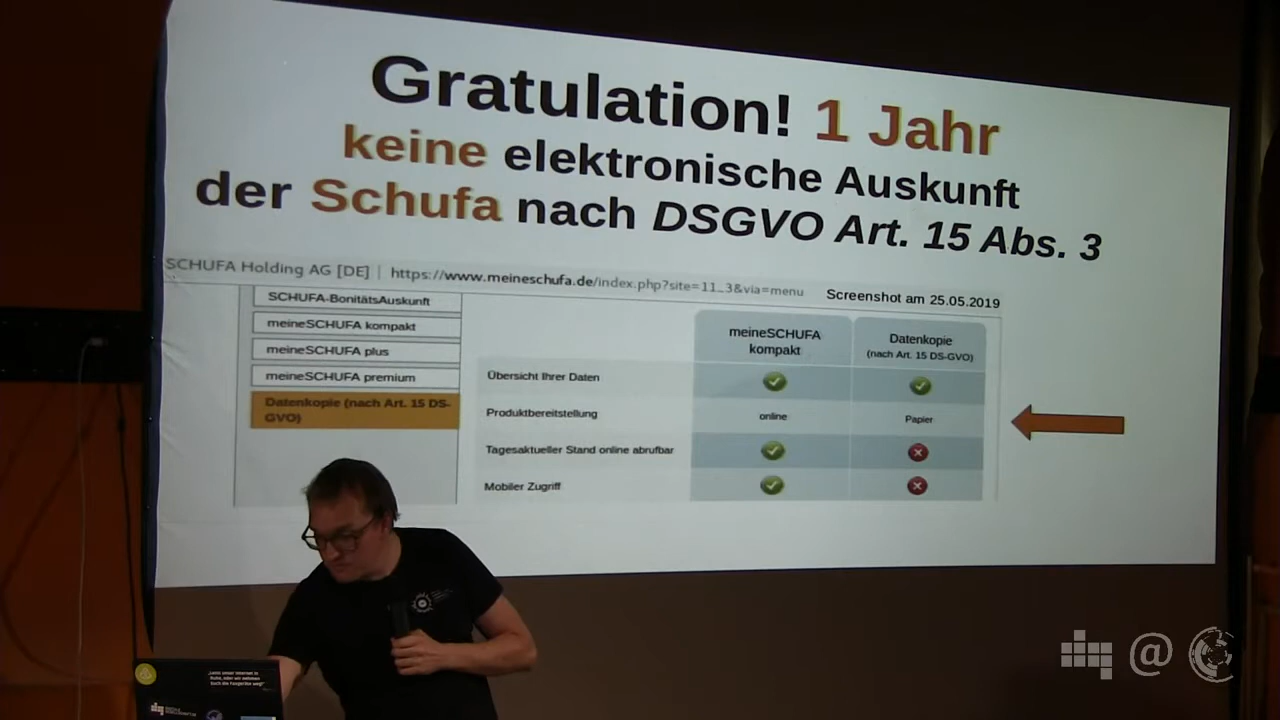 Gratulation! 1 Jahr
keine elektronische Auskunft
der Schufa nach DSGVO Art. 15 Abs. 3
SCHUFA Holding AG [DE] | https://www.meineschufa.de/index.php?site=11_3&via=menu
Screenshot am 25.05.2019
SCHUFA-BonitätsAuskunft
meineSCHUFA kompakt
meineSCHUFA plus
meineSCHUFA premium
Datenkopie (nach Art. 15 DS-
GVO)
meineSCHUFA
kompakt
Datenkopie
(nach Art. 15 DS-GVO)
Übersicht Ihrer Daten
Produktbereitstellung online Papier
Tagesaktueller Stand online abrufbar
Mobiler Zugriff
@